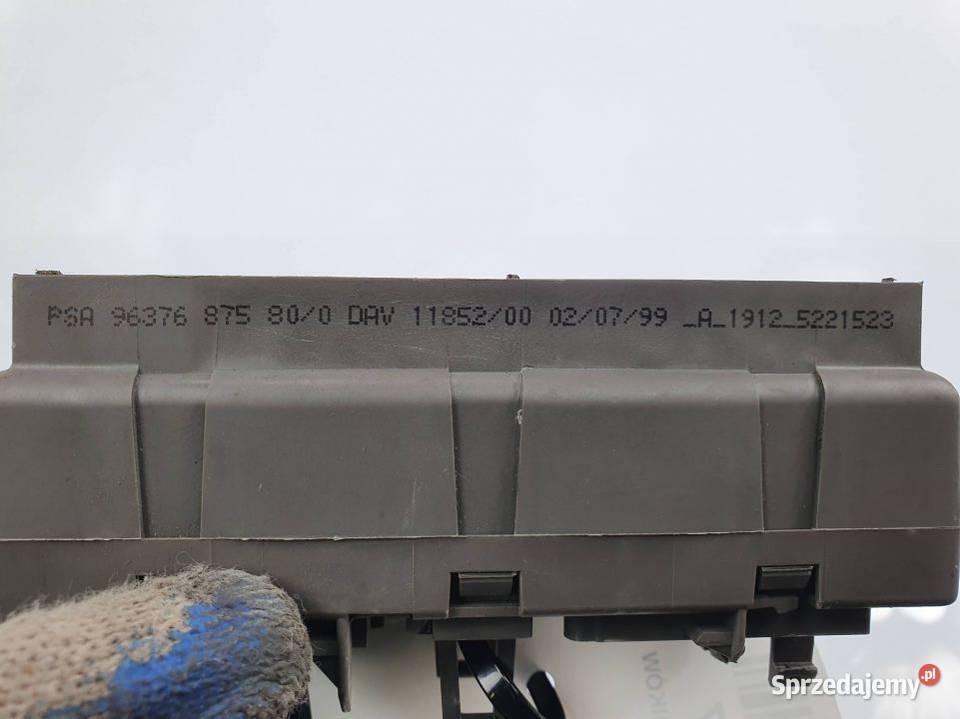 PSA 96376 875 80/0 DAV 11852/00 02/07/99 _A_1912_5221523
Sprzedajemy.pl